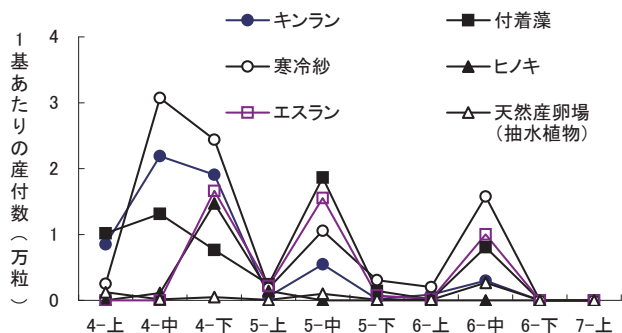 1基あたりの産付数(万粒)
4
3
2
1
0
キンラン
付着藻
寒冷紗
ヒノキ
エスラン
天然産卵場
(抽水植物)
4-上 4-中 4-下 5-上 5-中 5-下 6-上 6-中 6-下 7-上